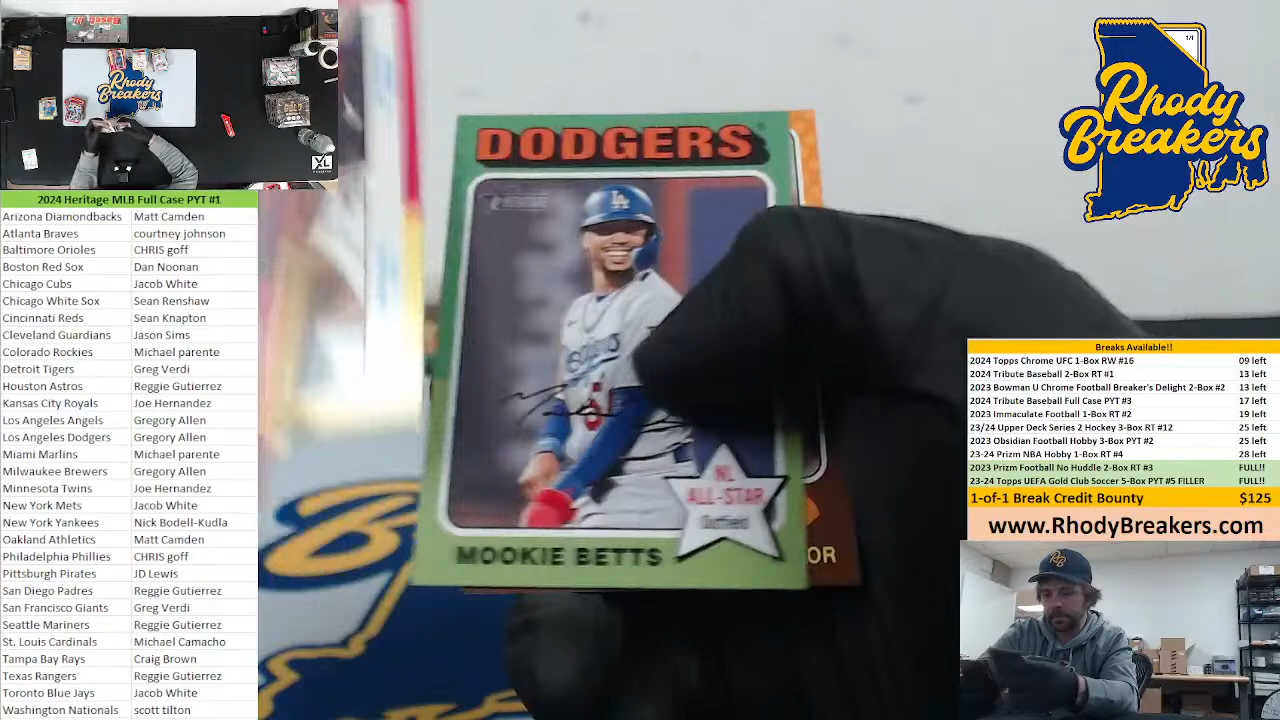 Rhody
Breakers
XL
2024 Heritage MLB Full Case PYT #1
Arizona Diamondbacks Matt Camden
Atlanta Braves courtney johnson
Baltimore Orioles CHRIS goff
Boston Red Sox Dan Noonan
Chicago Cubs Jacob White
Chicago White Sox Sean Renshaw
Cincinnati Reds Sean Knapton
Cleveland Guardians Jason Sims
Colorado Rockies Michael parente
Detroit Tigers Greg Verdi
Houston Astros Reggie Gutierrez
Kansas City Royals Joe Hernandez
Los Angeles Angels Gregory Allen
Los Angeles Dodgers Gregory Allen
Miami Marlins Michael parente
Milwaukee Brewers Gregory Allen
Minnesota Twins Joe Hernandez
New York Mets Jacob White
New York Yankees Nick Bodell-Kudla
Oakland Athletics Matt Camden
Philadelphia Phillies CHRIS goff
Pittsburgh Pirates JD Lewis
San Diego Padres Reggie Gutierrez
San Francisco Giants Greg Verdi
Seattle Mariners Reggie Gutierrez
St. Louis Cardinals Michael Camacho
Tampa Bay Rays Craig Brown
Texas Rangers Reggie Gutierrez
Toronto Blue Jays Jacob White
Washington Nationals scott tilton
DODGERS
LA
NL
ALL-STAR
Outfield
MOOKIE BETTS
OR
1/1
Rhody
Breakers
Breaks Available!!
2024 Topps Chrome UFC 1-Box RW #16 09 left
2024 Tribute Baseball 2-Box RT #1 13 left
2023 Bowman U Chrome Football Breaker's Delight 2-Box #2 13 left
2024 Tribute Baseball Full Case PYT #3 17 left
2023 Immaculate Football 1-Box RT #2 19 left
23/24 Upper Deck Series 2 Hockey 3-Box RT #12 25 left
2023 Obsidian Football Hobby 3-Box PYT #2 25 left
23-24 Prizm NBA Hobby 1-Box RT #4 28 left
2023 Prizm Football No Huddle 2-Box RT #3 FULL!!
23-24 Topps UEFA Gold Club Soccer 5-Box PYT #5 FILLER FULL!!
1-of-1 Break Credit Bounty $125
www.RhodyBreakers.com
RB